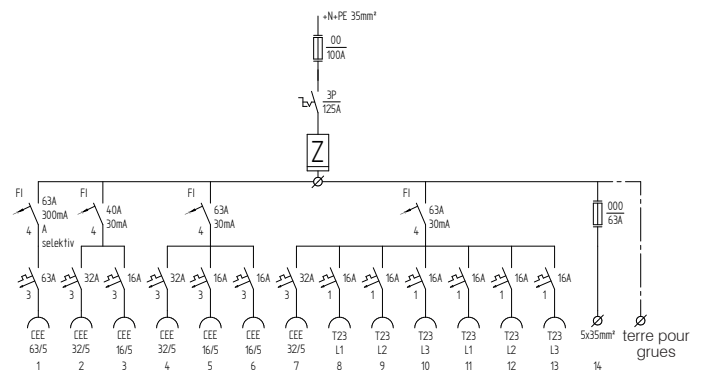 +N+PE 35mm²
00
100A
3P
125A
Z
FI
63A
300mA
A
selektiv
4
FI
40A
30mA
4
FI
63A
30mA
4
FI
63A
30mA
4
000
63A
63A
3
32A
3
16A
3
32A
3
16A
3
16A
3
32A
3
16A
1
16A
1
16A
1
16A
1
16A
1
16A
1
CEE CEE CEE CEE CEE CEE CEE T23 T23 T23 T23 T23 T23 5x35mm² terre pour
63/5 32/5 16/5 32/5 16/5 16/5 32/5 L1 L2 L3 L1 L2 L3 grues
1 2 3 4 5 6 7 8 9 10 11 12 13 14